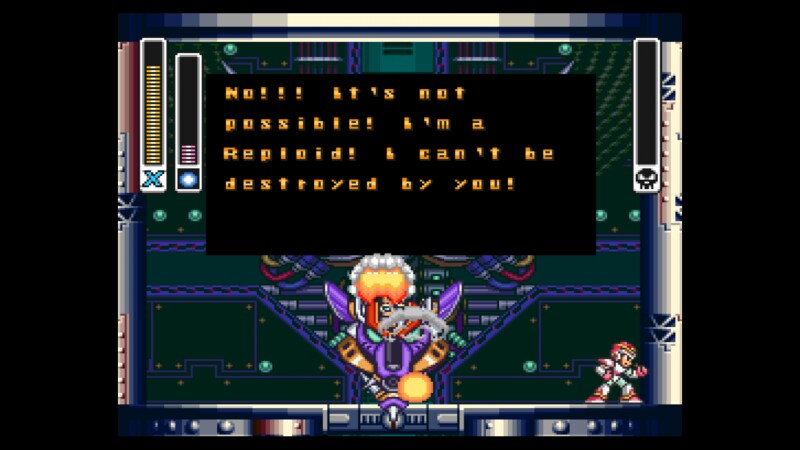 No!!! It's not
possible! I'm a
Reploid! I can't be
destroyed by you!
X